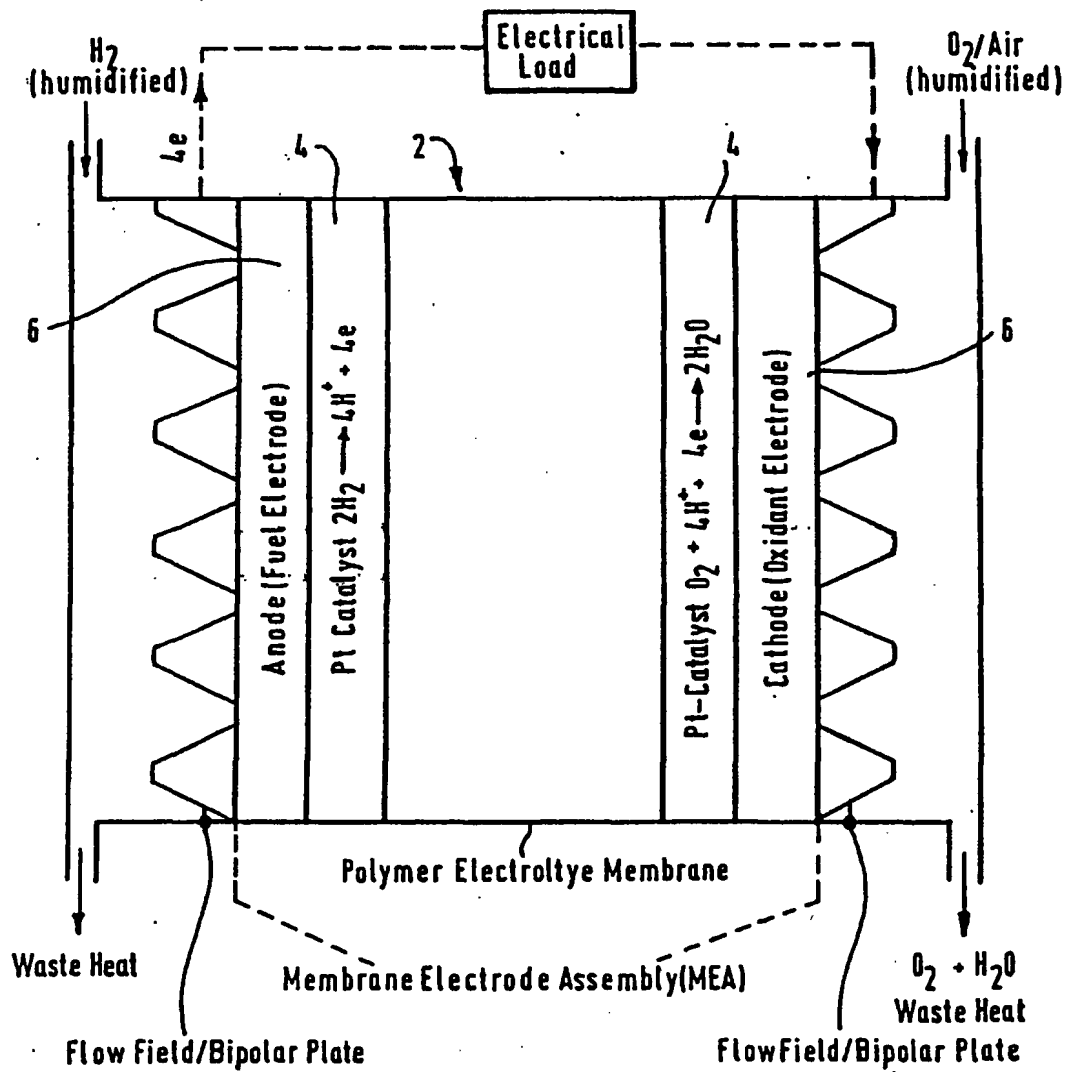 Electrical
Load
H2
(humidified)
O2/Air
(humidified)
4e
4
2
4
6
6
Anode(Fuel Electrode)
Pt Catalyst 2H2 → 4H+ + 4e
Pt-Catalyst O2 + 4H+ + 4e → 2H2O
Cathode(Oxidant Electrode)
Polymer Electroltye Membrane
Waste Heat
Membrane Electrode Assembly(MEA)
O2 + H2O
Waste Heat
Flow Field/Bipolar Plate
FlowField/Bipolar Plate